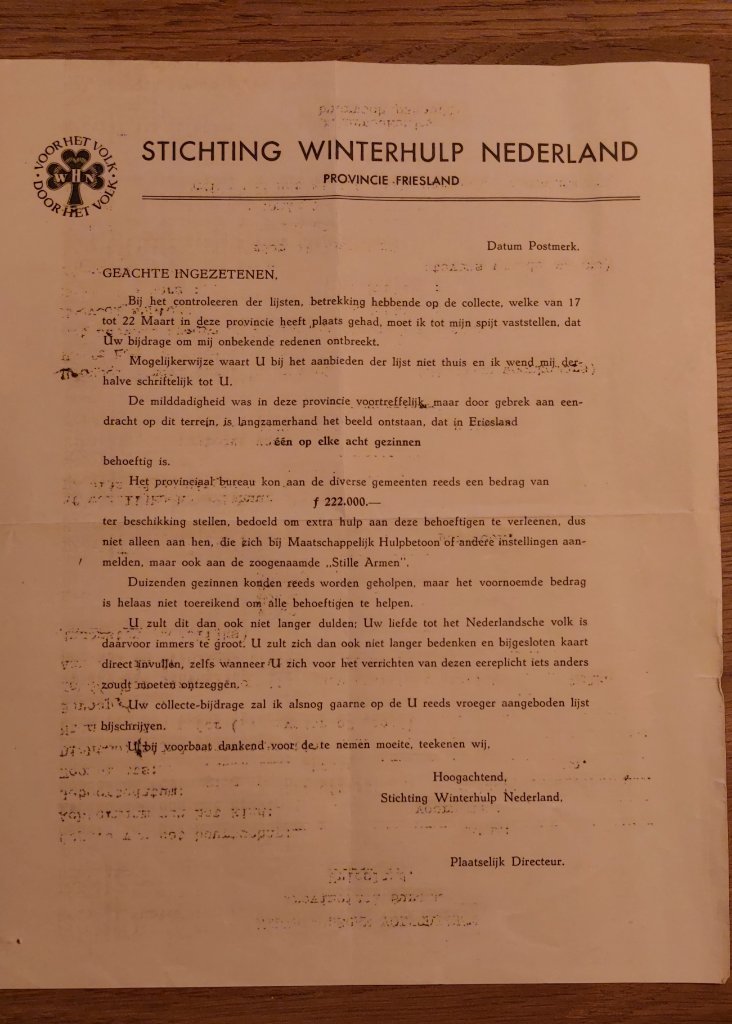 VOOR HET VOLK
WHN
DOOR HET VOLK
STICHTING WINTERHULP NEDERLAND
PROVINCIE FRIESLAND
Datum Postmerk.
GEACHTE INGEZETENEN,
Bij het controleeren der lijsten, betrekking hebbende op de collecte, welke van 17
tot 22 Maart in deze provincie heeft plaats gehad, moet ik tot mijn spijt vaststellen, dat
Uw bijdrage om mij onbekende redenen ontbreekt.
Mogelijkerwijze waart U bij het aanbieden der lijst niet thuis en ik wend mij der-
halve schriftelijk tot U.
De milddadigheid was in deze provincie voortreffelijk, maar door gebrek aan een-
dracht op dit terrein, is langzamerhand het beeld ontstaan, dat in Friesland
één op elke acht gezinnen
behoeftig is.
Het provinciaal bureau kon aan de diverse gemeenten reeds een bedrag van
ƒ 222.000.—
ter beschikking stellen, bedoeld om extra hulp aan deze behoeftigen te verleenen, dus
niet alleen aan hen, die zich bij Maatschappelijk Hulpbetoon of andere instellingen aan-
melden, maar ook aan de zoogenaamde „Stille Armen".
Duizenden gezinnen konden reeds worden geholpen, maar het voornoemde bedrag
is helaas niet toereikend om alle behoeftigen te helpen.
U zult dit dan ook niet langer dulden; Uw liefde tot het Nederlandsche volk is
daarvoor immers te groot. U zult zich dan ook niet langer bedenken en bijgesloten kaart
direct invullen, zelfs wanneer U zich voor het verrichten van dezen eereplicht iets anders
zoudt moeten ontzeggen.
Uw collecte-bijdrage zal ik alsnog gaarne op de U reeds vroeger aangeboden lijst
bijschrijven.
U bij voorbaat dankend voor de te nemen moeite, teekenen wij,
Hoogachtend,
Stichting Winterhulp Nederland,
Plaatselijk Directeur.